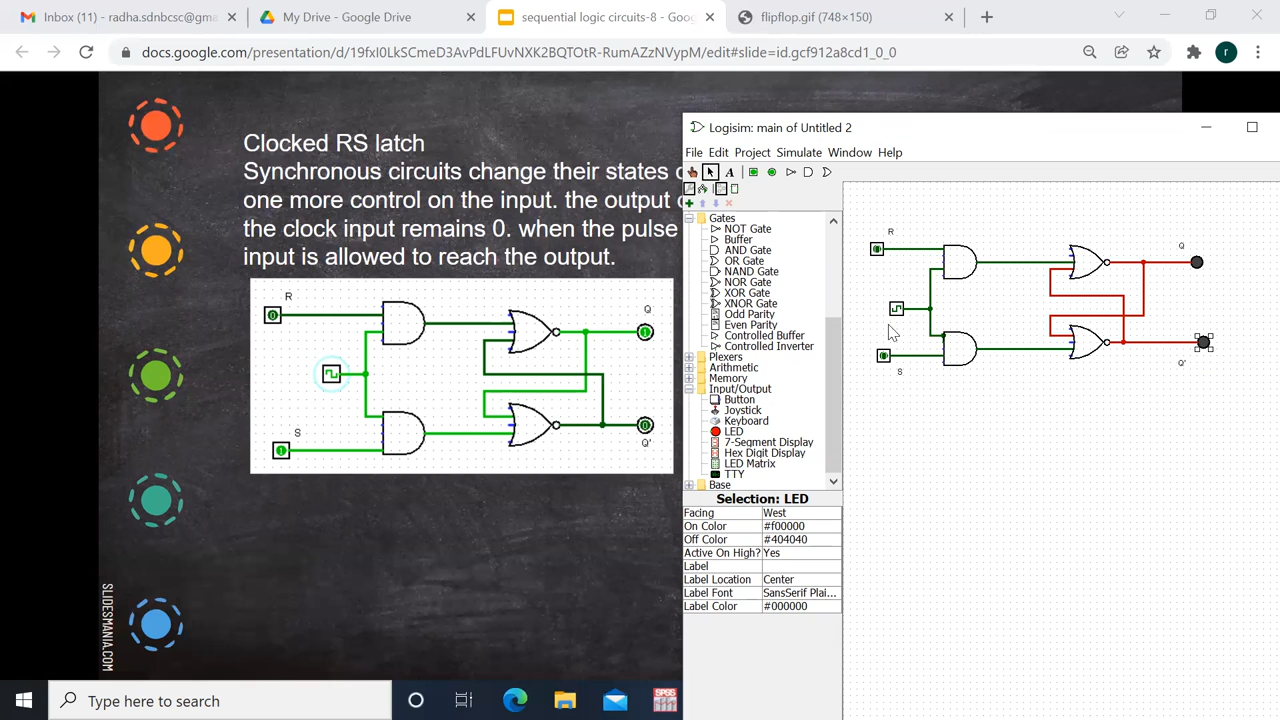 Inbox (11) - radha.sdnbcsc@gma
My Drive - Google Drive
sequential logic circuits-8 - Goog
flipflop.gif (748×150)
docs.google.com/presentation/d/19fxI0LkSCmeD3AvPdLFUvNXK2BQTOtR-RumAZzNVypM/edit#slide=id.gcf912a8cd1_0_0
r
Clocked RS latch
Synchronous circuits change their states
one more control on the input. the output
the clock input remains 0. when the pulse
input is allowed to reach the output.
R
S
Q
Q'
0
1
1
0
SLIDESMANIA.COM
Logisim: main of Untitled 2
File Edit Project Simulate Window Help
A
Gates
NOT Gate
Buffer
AND Gate
OR Gate
NAND Gate
NOR Gate
XOR Gate
XNOR Gate
Odd Parity
Even Parity
Controlled Buffer
Controlled Inverter
Plexers
Arithmetic
Memory
Input/Output
Button
Joystick
Keyboard
LED
7-Segment Display
Hex Digit Display
LED Matrix
TTY
Base
Selection: LED
Facing West
On Color #f00000
Off Color #404040
Active On High? Yes
Label
Label Location Center
Label Font SansSerif Plai...
Label Color #000000
R
Q
S
Q'
Type here to search
SPSS